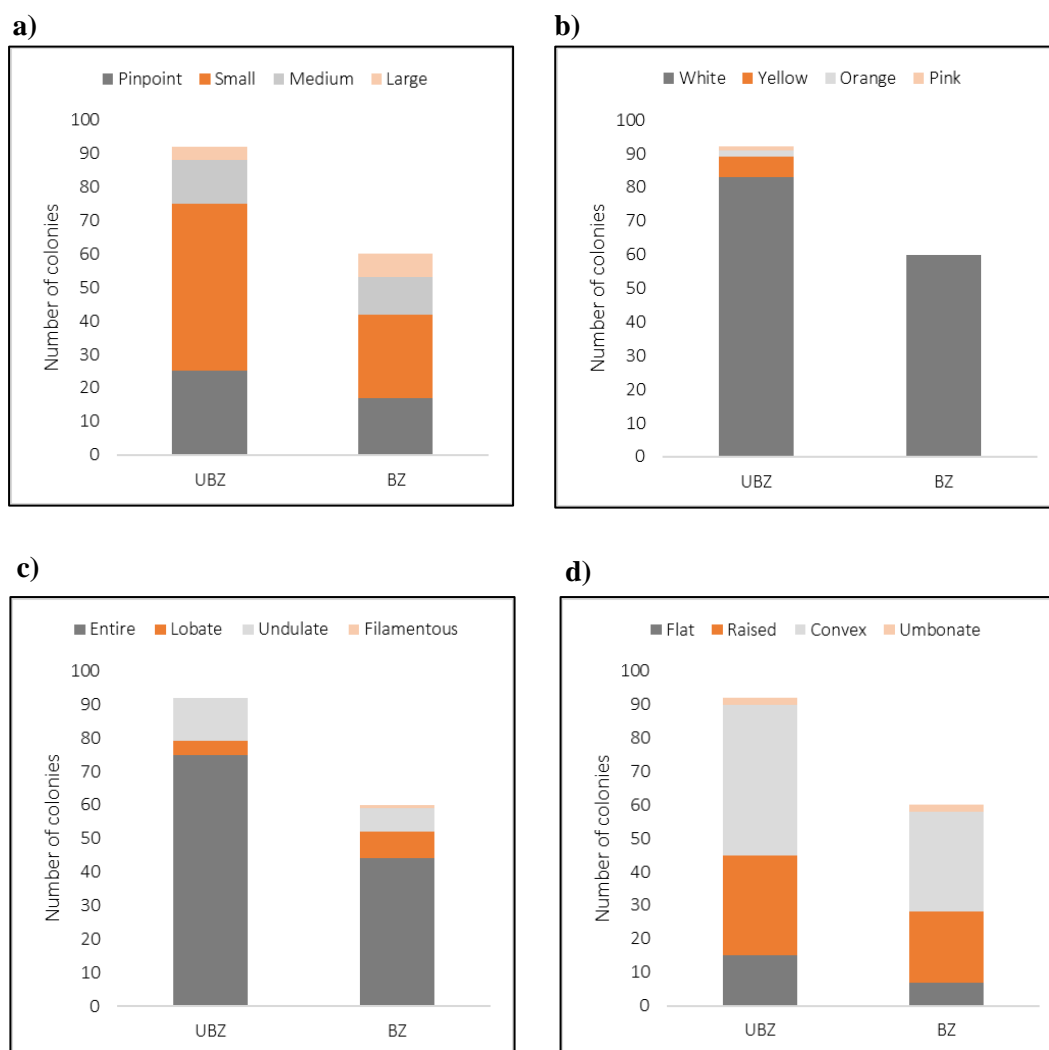 a)
Pinpoint Small Medium Large
Number of colonies
100
90
80
70
60
50
40
30
20
10
0
UBZ BZ
b)
White Yellow Orange Pink
Number of colonies
100
90
80
70
60
50
40
30
20
10
0
UBZ BZ
c)
Entire Lobate Undulate Filamentous
Number of colonies
100
90
80
70
60
50
40
30
20
10
0
UBZ BZ
d)
Flat Raised Convex Umbonate
Number of colonies
100
90
80
70
60
50
40
30
20
10
0
UBZ BZ